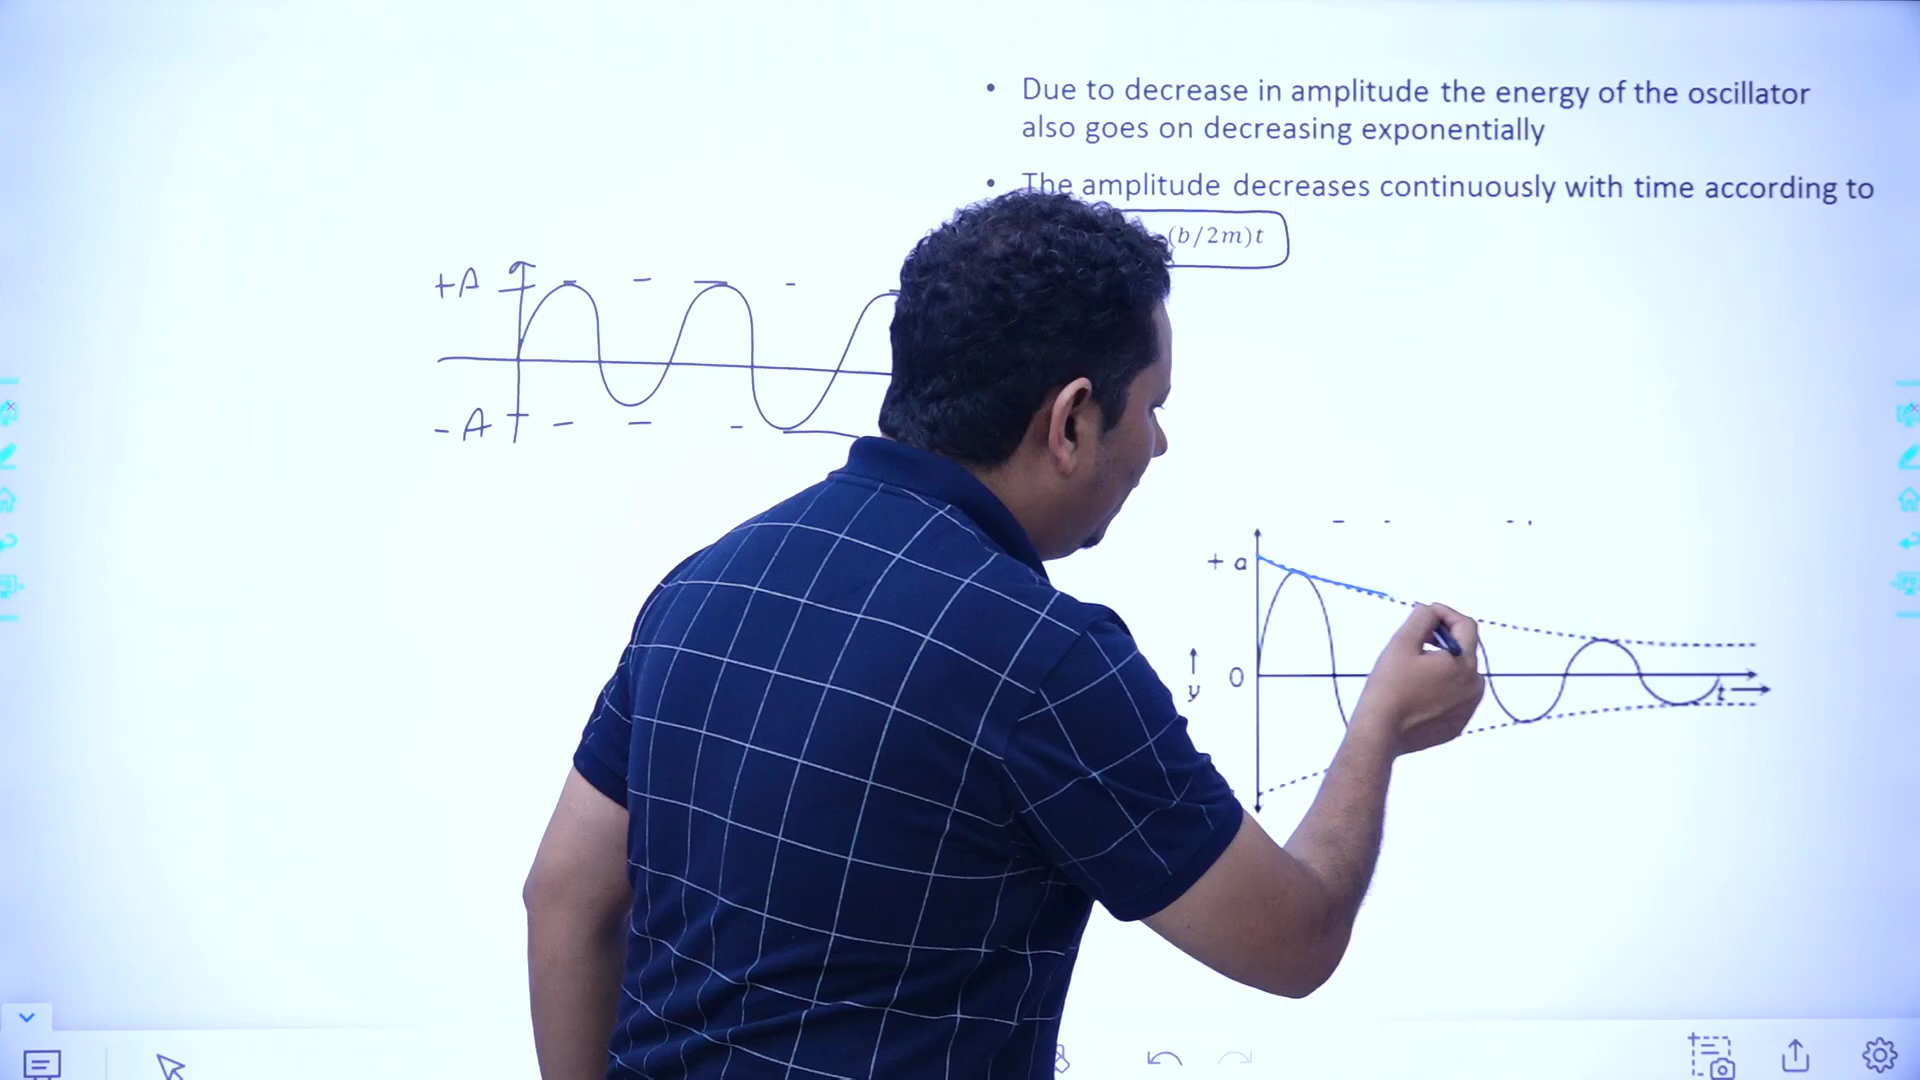 • Due to decrease in amplitude the energy of the oscillator
also goes on decreasing exponentially
• The amplitude decreases continuously with time according to
(b/2m)t
+A
-A
+ a
0
y
t